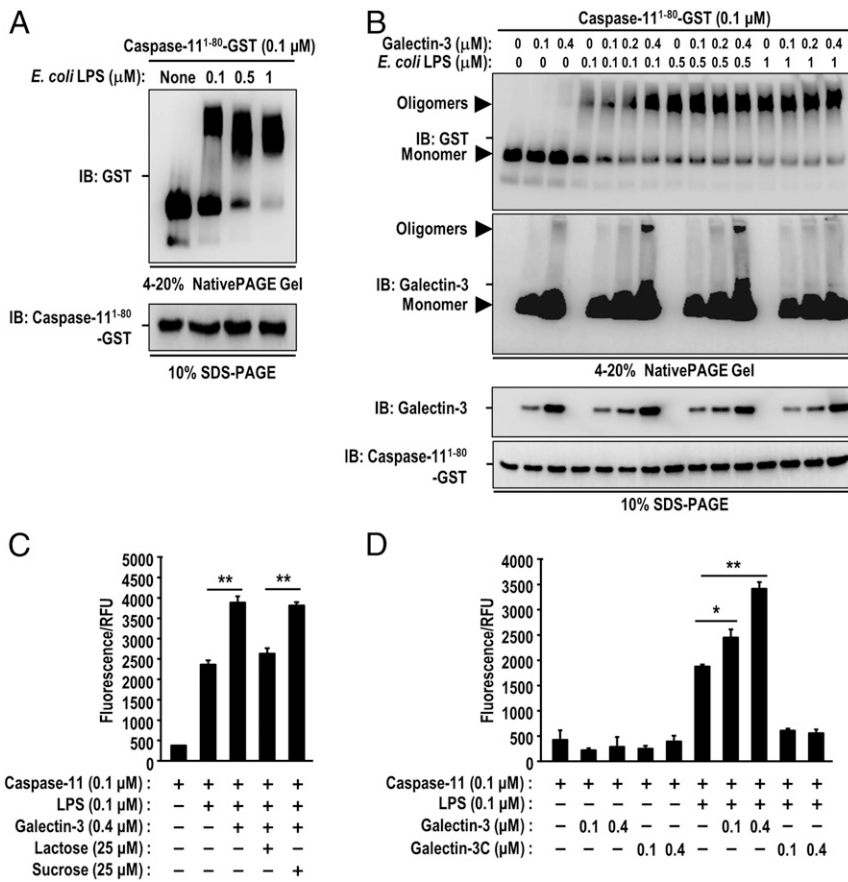 A
Caspase-11¹⁻⁸⁰-GST (0.1 µM)
E. coli LPS (µM): None 0.1 0.5 1
IB: GST
4-20% NativePAGE Gel
IB: Caspase-11¹⁻⁸⁰
-GST
10% SDS-PAGE
B
Caspase-11¹⁻⁸⁰-GST (0.1 µM)
Galectin-3 (µM): 0 0.1 0.4 0 0.1 0.2 0.4 0 0.1 0.2 0.4 0 0.1 0.2 0.4
E. coli LPS (µM): 0 0 0 0.1 0.1 0.1 0.1 0.5 0.5 0.5 0.5 1 1 1 1
Oligomers
IB: GST
Monomer
Oligomers
IB: Galectin-3
Monomer
4-20% NativePAGE Gel
IB: Galectin-3
IB: Caspase-11¹⁻⁸⁰
-GST
10% SDS-PAGE
C
Fluorescence/RFU
5000
4500
4000
3500
3000
2500
2000
1500
1000
500
0
** **
Caspase-11 (0.1 µM) : + + + + +
LPS (0.1 µM) : – + + + +
Galectin-3 (0.4 µM) : – – + + +
Lactose (25 µM) : – – – + –
Sucrose (25 µM) : – – – – +
D
Fluorescence/RFU
4000
3500
3000
2500
2000
1500
1000
500
0
**
*
Caspase-11 (0.1 µM) : + + + + + + + + + +
LPS (0.1 µM) : – – – – – + + + + +
Galectin-3 (µM) : – 0.1 0.4 – – – 0.1 0.4 – –
Galectin-3C (µM) : – – – 0.1 0.4 – – – 0.1 0.4